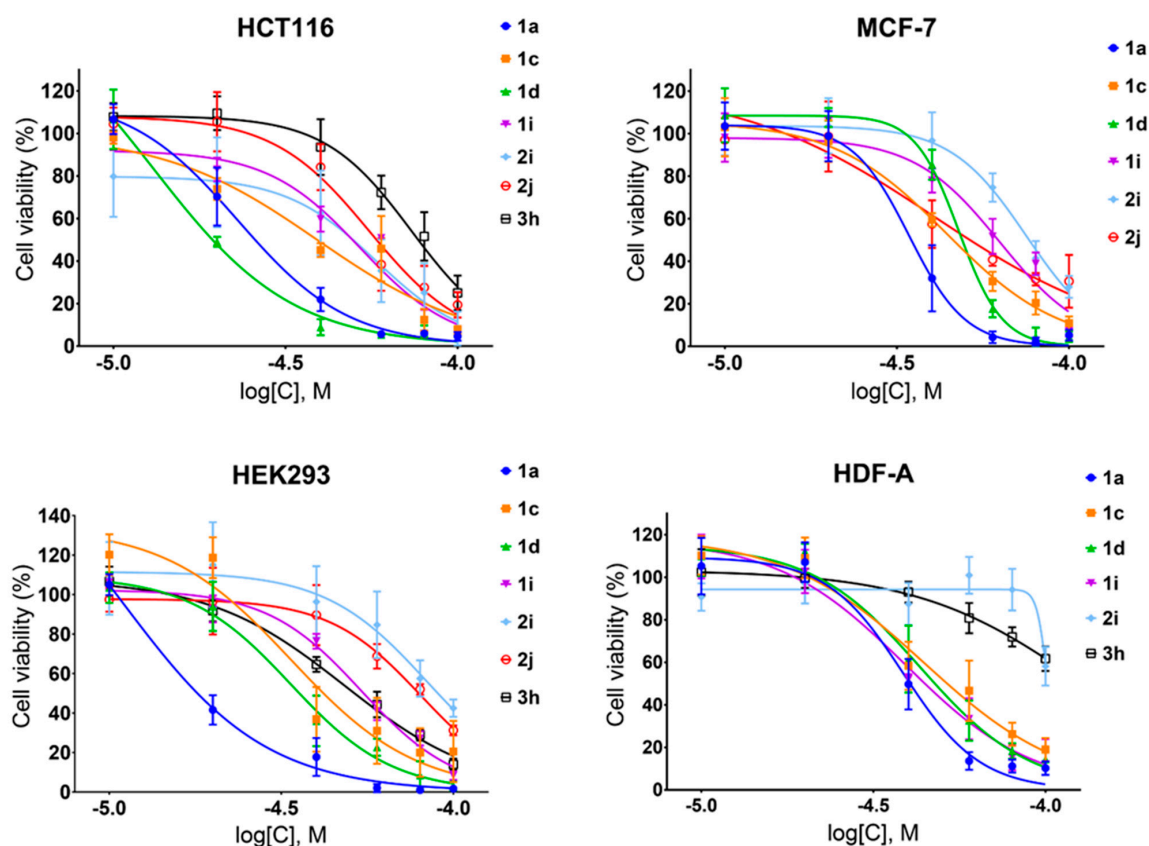 HCT116
Cell viability (%)
120
100
80
60
40
20
0
-5.0
-4.5
-4.0
log[C], M
1a
1c
1d
1i
2i
2j
3h
MCF-7
Cell viability (%)
120
100
80
60
40
20
0
-5.0
-4.5
-4.0
log[C], M
1a
1c
1d
1i
2i
2j
HEK293
Cell viability (%)
140
120
100
80
60
40
20
0
-5.0
-4.5
-4.0
log[C], M
1a
1c
1d
1i
2i
2j
3h
HDF-A
Cell viability (%)
120
100
80
60
40
20
0
-5.0
-4.5
-4.0
log[C], M
1a
1c
1d
1i
2i
3h